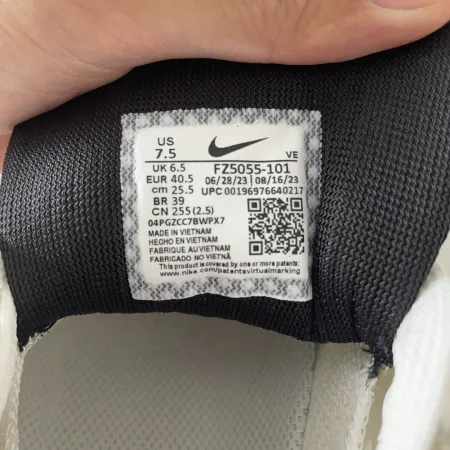 US
7.5
VE
UK 6.5 FZ5055-101
EUR 40.5 06/28/23 08/16/23
cm 25.5 UPC 00196976640217
BR 39
CN 255 (2.5)
04PGZCC7BWPX7
MADE IN VIETNAM
HECHO EN VIETNAM
FABRIQUE AU VIETNAM
FABRICADO NO VIETNÃ
This product is covered by one or more patents:
www.nike.com/patentsvirtualmarking